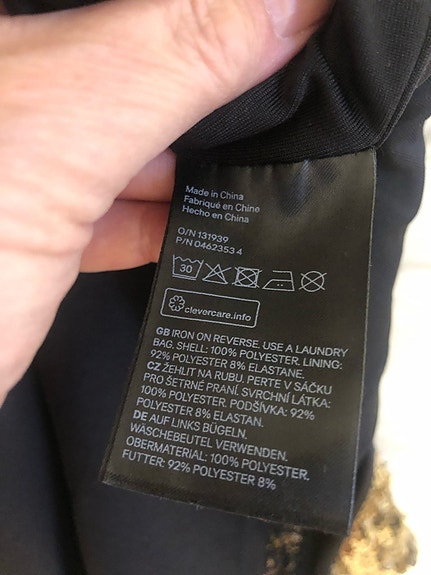 Made in China
Fabriqué en Chine
Hecho en China
O/N 131939
P/N 0462353 4
30
clevercare.info
GB IRON ON REVERSE. USE A LAUNDRY
BAG. SHELL: 100% POLYESTER. LINING:
92% POLYESTER 8% ELASTANE.
CZ ŽEHLIT NA RUBU. PERTE V SÁČKU
PRO ŠETRNÉ PRANÍ. SVRCHNÍ LÁTKA:
100% POLYESTER. PODŠÍVKA: 92%
POLYESTER 8% ELASTAN.
DE AUF LINKS BÜGELN.
WÄSCHEBEUTEL VERWENDEN.
OBERMATERIAL: 100% POLYESTER.
FUTTER: 92% POLYESTER 8%